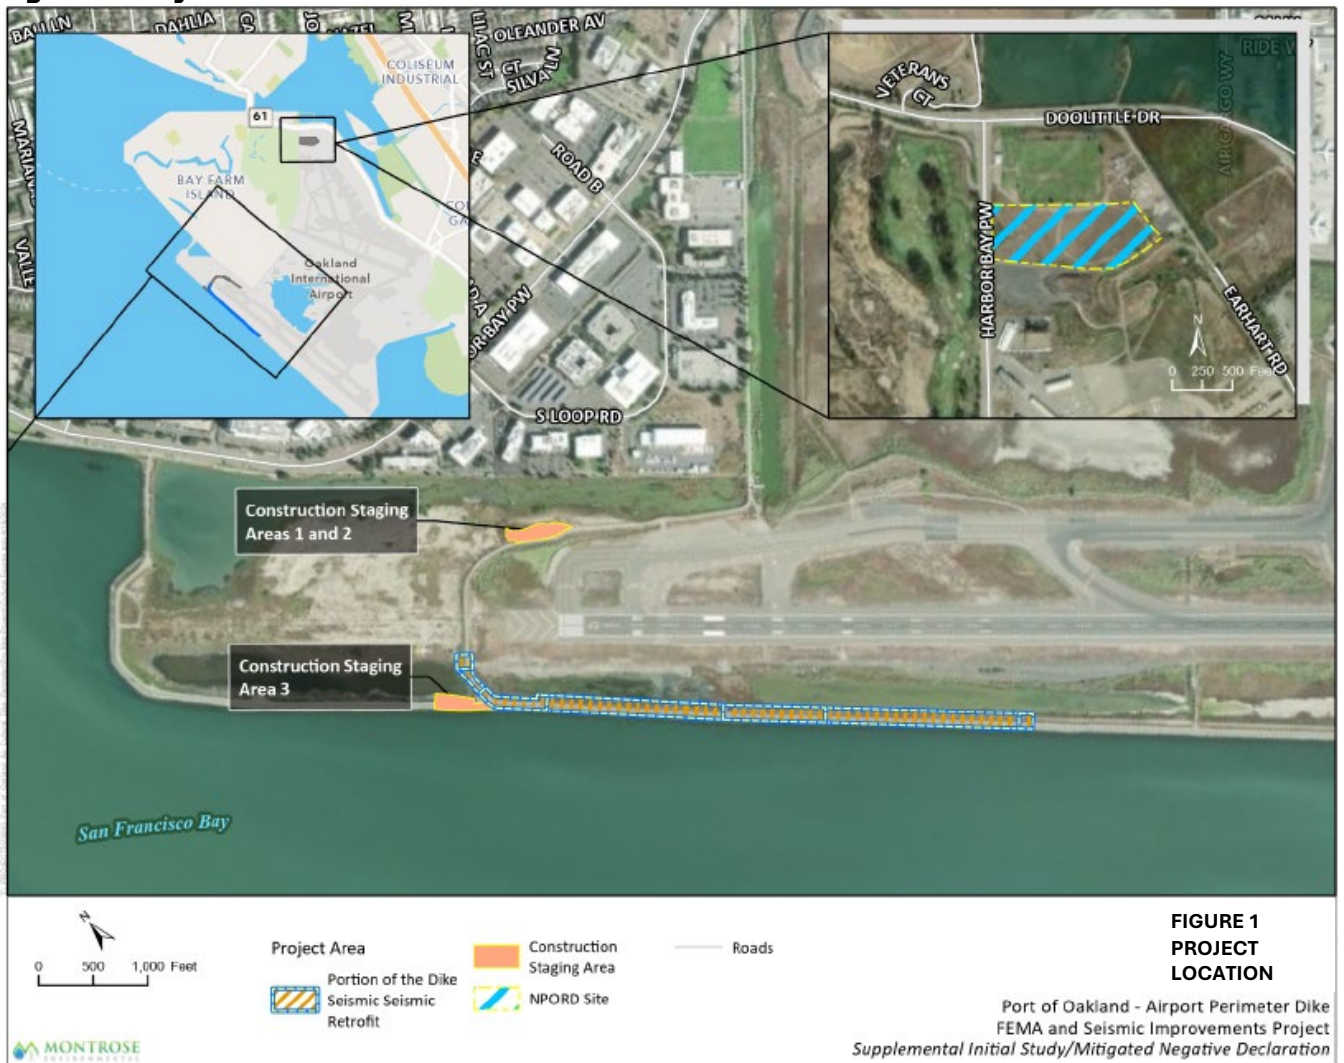 DAHLIA
OLEANDER AV
LILAC ST
CT
SILVA LN
MARIAN
VALLE
ROAD B
S LOOP RD
61
COLISEUM
INDUSTRIAL
BAY FARM
ISLAND
Oakland
International
Airport
VETERANS
CT
DOOLITTLE DR
HARBOR BAY PW
EARHART RD
N
0 250 500 Feet
Construction Staging
Areas 1 and 2
Construction Staging
Area 3
San Francisco Bay
N
0 500 1,000 Feet
Project Area
Portion of the Dike
Seismic Seismic
Retrofit
Construction
Staging Area
NPORD Site
Roads
FIGURE 1
PROJECT
LOCATION
Port of Oakland - Airport Perimeter Dike
FEMA and Seismic Improvements Project
Supplemental Initial Study/Mitigated Negative Declaration
MONTROSE
ENVIRONMENTAL